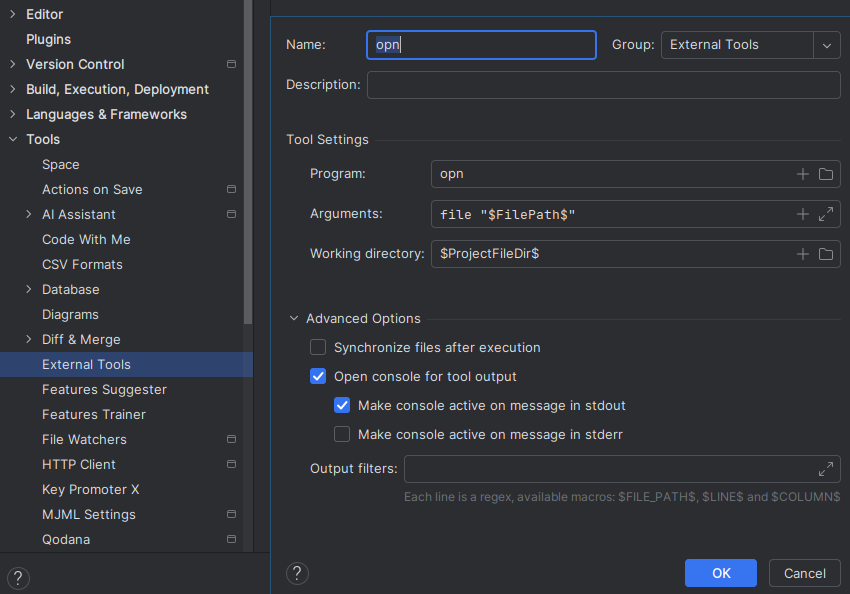 Editor
Plugins
Version Control
Build, Execution, Deployment
Languages & Frameworks
Tools
Space
Actions on Save
AI Assistant
Code With Me
CSV Formats
Database
Diagrams
Diff & Merge
External Tools
Features Suggester
Features Trainer
File Watchers
HTTP Client
Key Promoter X
MJML Settings
Qodana
?
Name: opn Group: External Tools
Description:
Tool Settings
Program: opn
Arguments: file "$FilePath$"
Working directory: $ProjectFileDir$
Advanced Options
Synchronize files after execution
Open console for tool output
Make console active on message in stdout
Make console active on message in stderr
Output filters:
Each line is a regex, available macros: $FILE_PATH$, $LINE$ and $COLUMN$
? OK Cancel